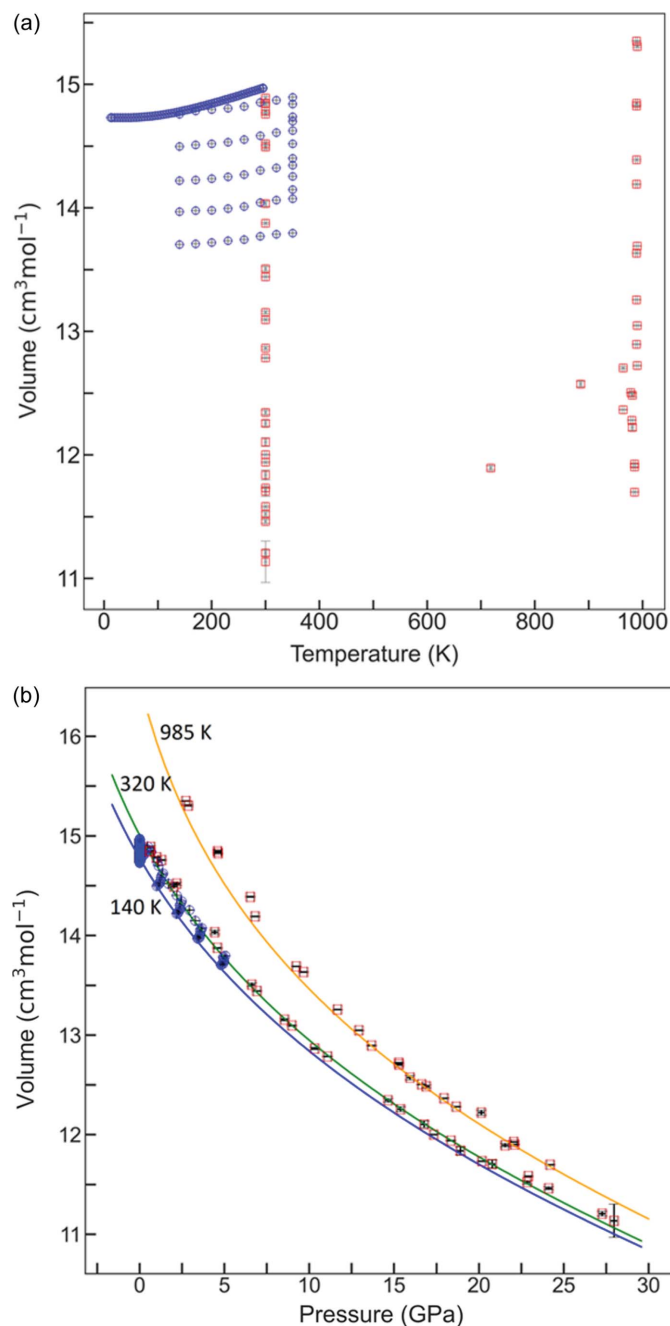 (a)
15
14
13
12
11
Volume (cm³mol⁻¹)
0 200 400 600 800 1000
Temperature (K)
(b)
16
15
14
13
12
11
985 K
320 K
140 K
Volume (cm³mol⁻¹)
0 5 10 15 20 25 30
Pressure (GPa)